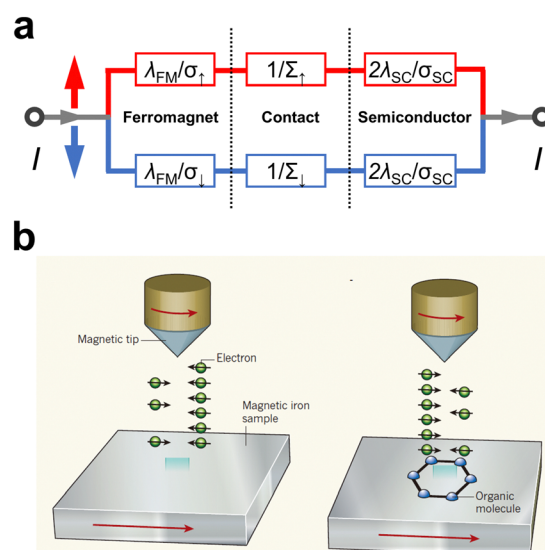 a
λFM/σ↑ 1/Σ↑ 2λSC/σSC
Ferromagnet Contact Semiconductor
I I
λFM/σ↓ 1/Σ↓ 2λSC/σSC
b
Magnetic tip
Electron
Magnetic iron
sample
Organic
molecule